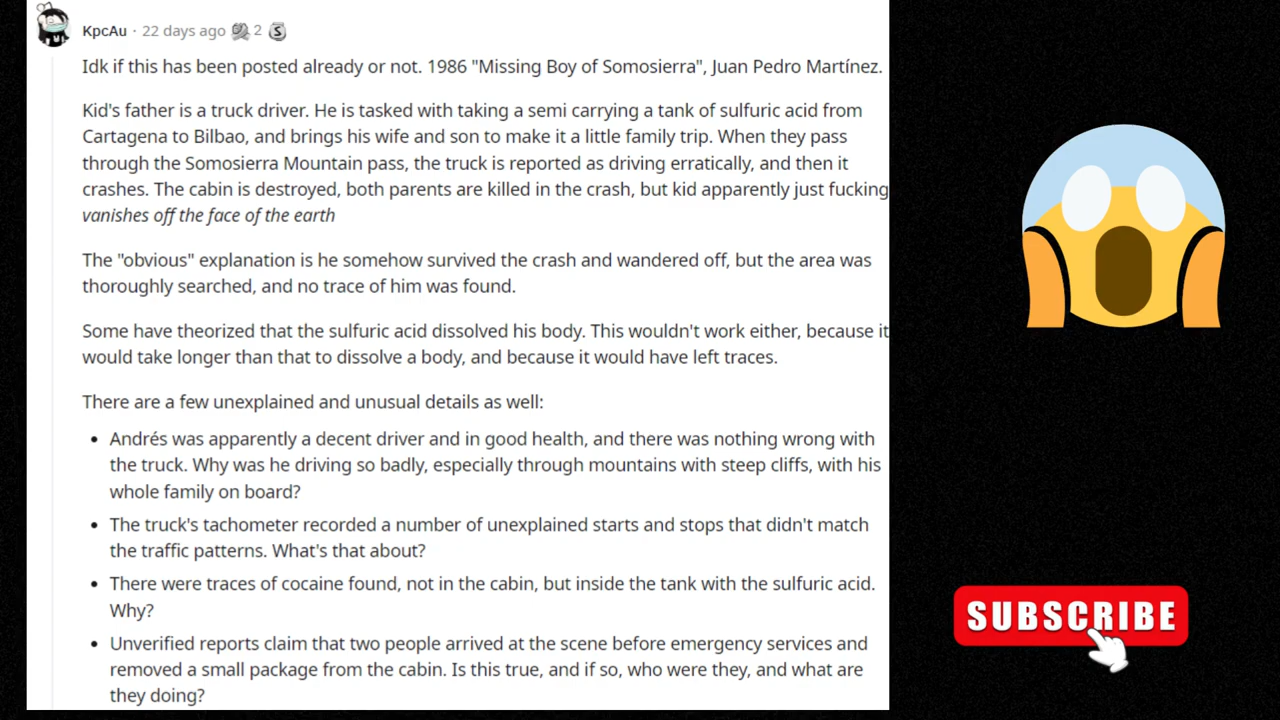 KpcAu · 22 days ago 2 S
Idk if this has been posted already or not. 1986 "Missing Boy of Somosierra", Juan Pedro Martínez.
Kid's father is a truck driver. He is tasked with taking a semi carrying a tank of sulfuric acid from
Cartagena to Bilbao, and brings his wife and son to make it a little family trip. When they pass
through the Somosierra Mountain pass, the truck is reported as driving erratically, and then it
crashes. The cabin is destroyed, both parents are killed in the crash, but kid apparently just fucking
vanishes off the face of the earth
The "obvious" explanation is he somehow survived the crash and wandered off, but the area was
thoroughly searched, and no trace of him was found.
Some have theorized that the sulfuric acid dissolved his body. This wouldn't work either, because it
would take longer than that to dissolve a body, and because it would have left traces.
There are a few unexplained and unusual details as well:
• Andrés was apparently a decent driver and in good health, and there was nothing wrong with
the truck. Why was he driving so badly, especially through mountains with steep cliffs, with his
whole family on board?
• The truck's tachometer recorded a number of unexplained starts and stops that didn't match
the traffic patterns. What's that about?
• There were traces of cocaine found, not in the cabin, but inside the tank with the sulfuric acid.
Why?
• Unverified reports claim that two people arrived at the scene before emergency services and
removed a small package from the cabin. Is this true, and if so, who were they, and what are
they doing?
SUBSCRIBE